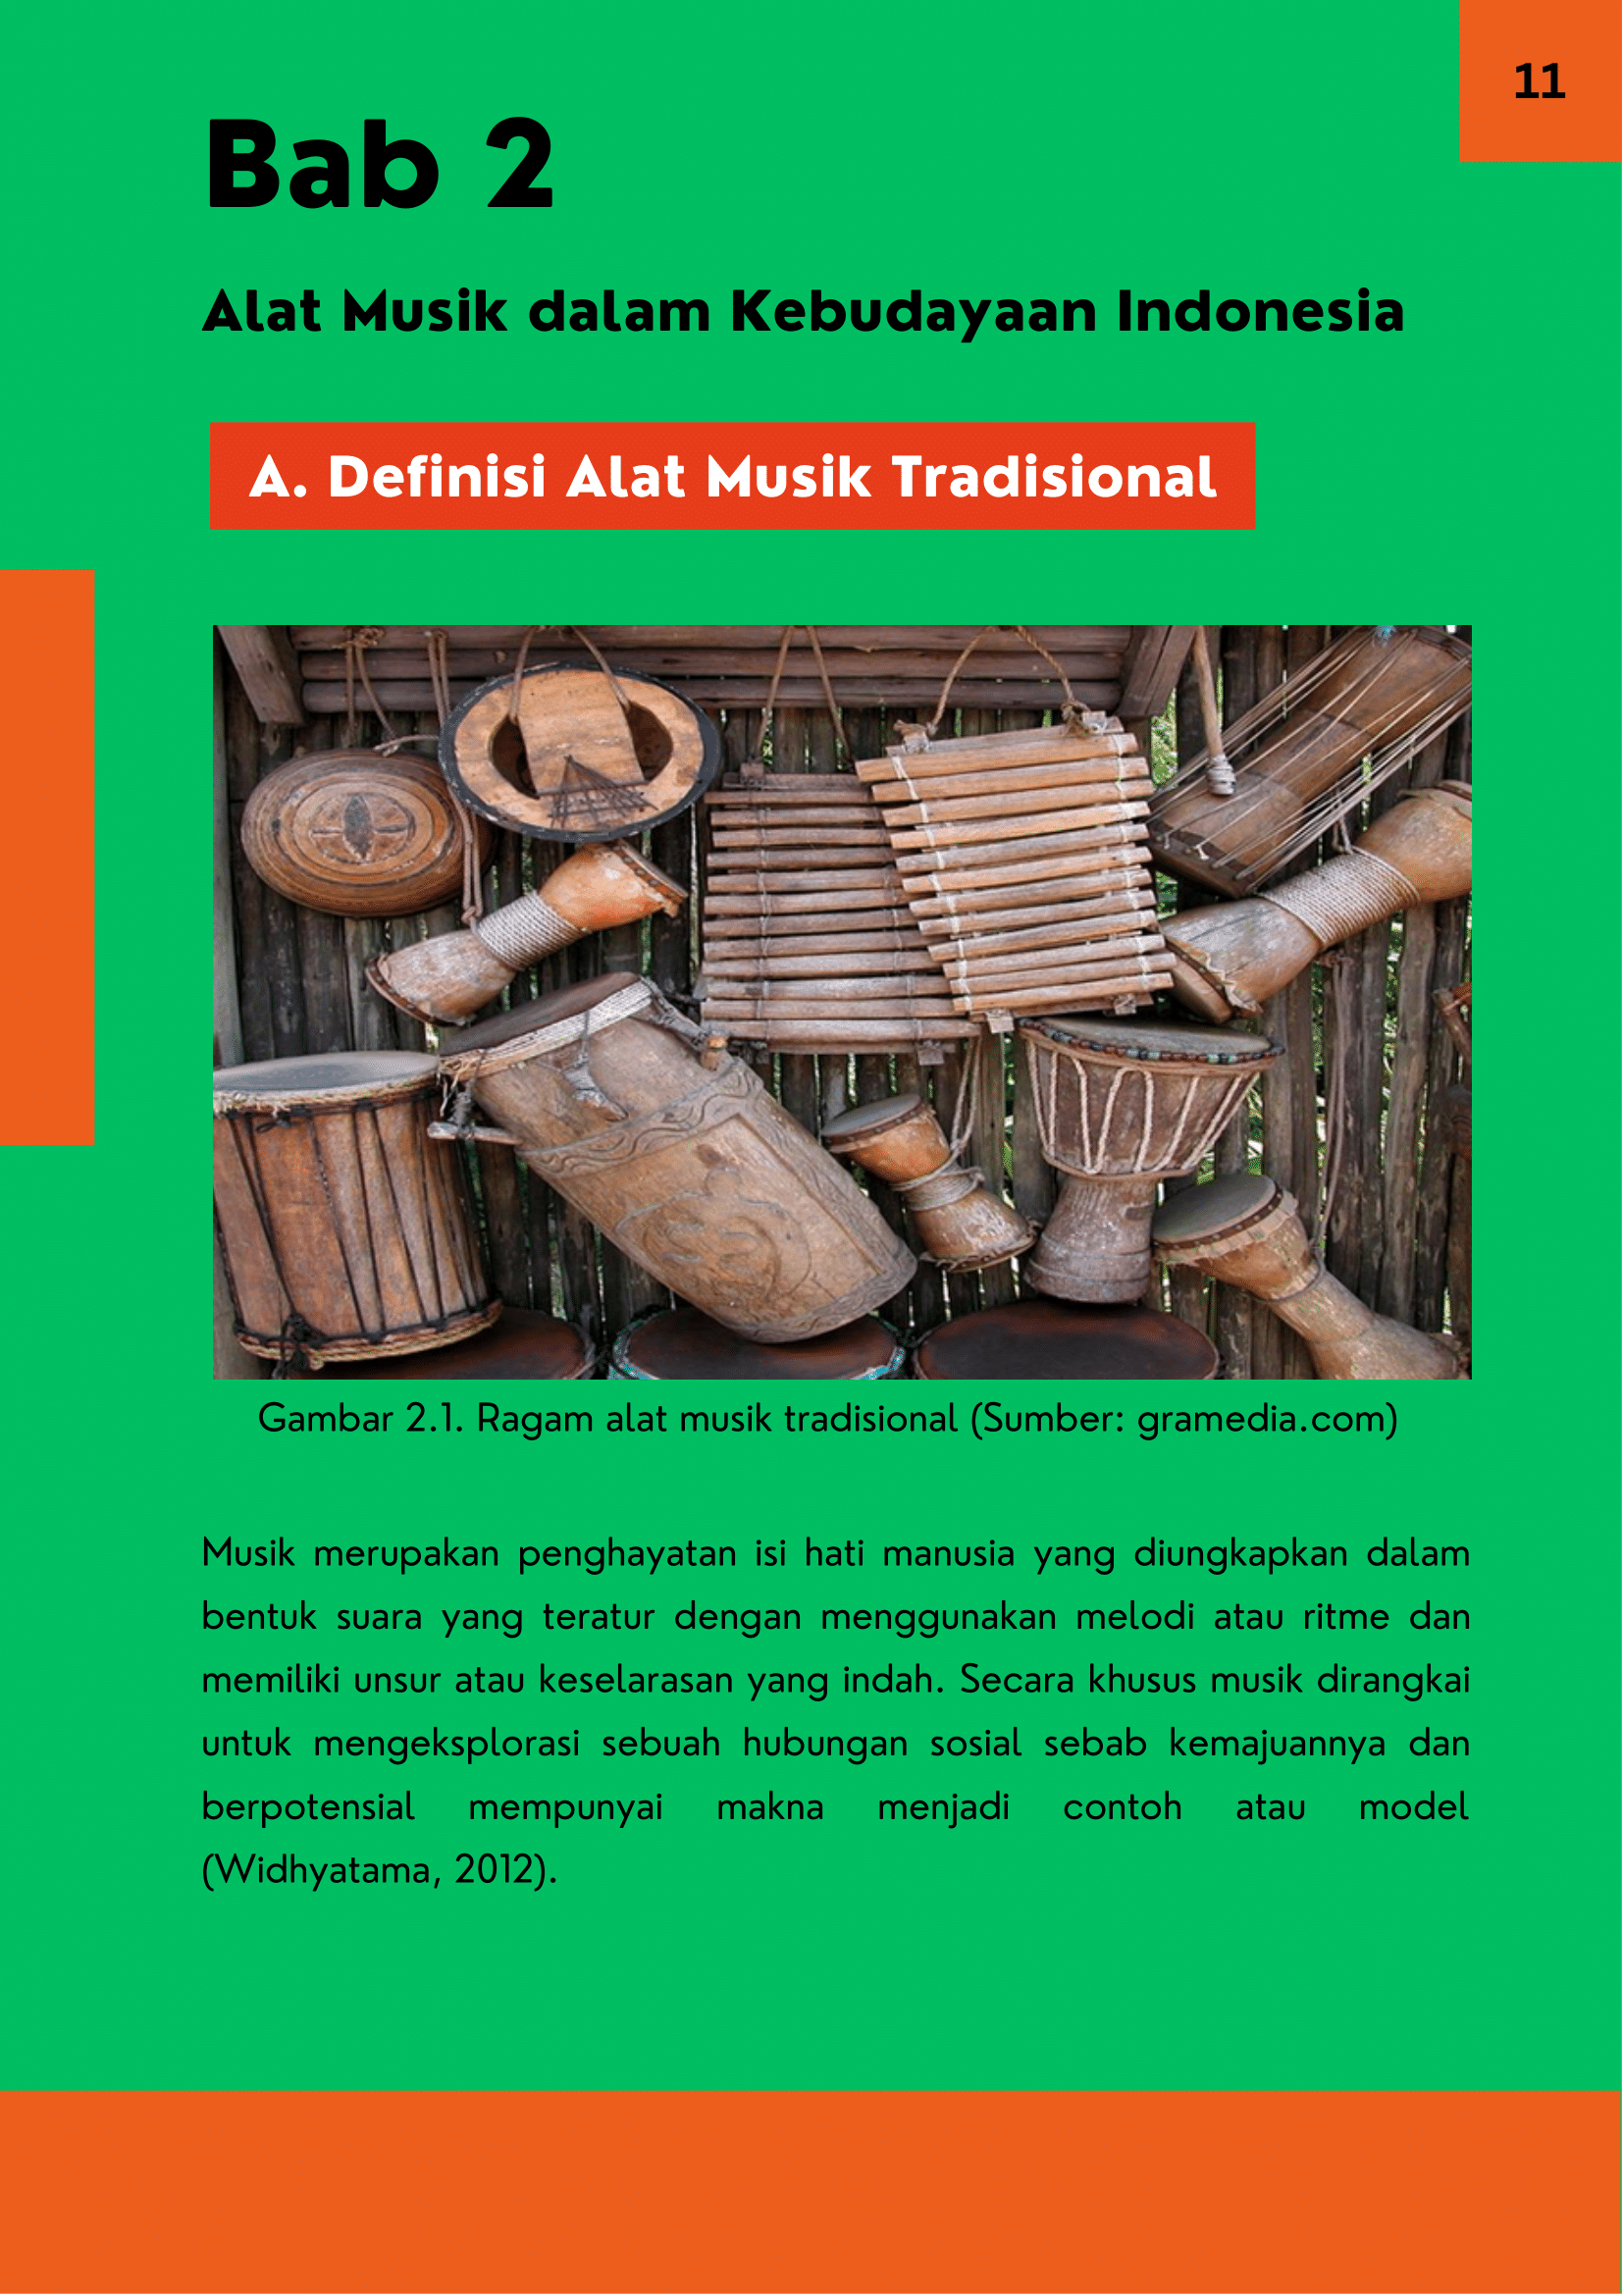 11
Bab 2
Alat Musik dalam Kebudayaan Indonesia
A. Definisi Alat Musik Tradisional
Gambar 2.1. Ragam alat musik tradisional (Sumber: gramedia.com)
Musik merupakan penghayatan isi hati manusia yang diungkapkan dalam
bentuk suara yang teratur dengan menggunakan melodi atau ritme dan
memiliki unsur atau keselarasan yang indah. Secara khusus musik dirangkai
untuk mengeksplorasi sebuah hubungan sosial sebab kemajuannya dan
berpotensial mempunyai makna menjadi contoh atau model
(Widhyatama, 2012).